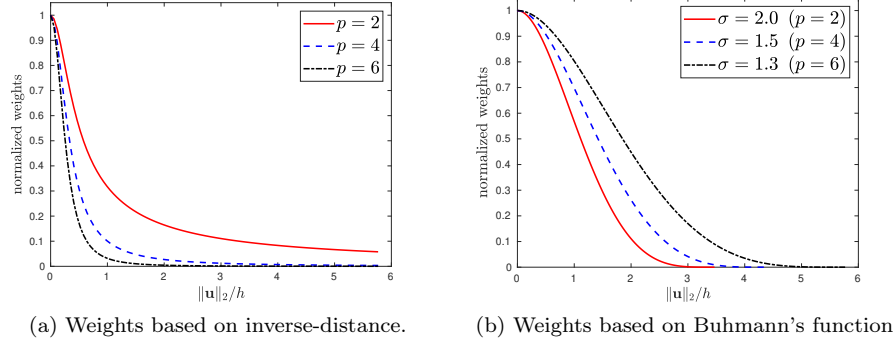 1
0.9
0.8
0.7
0.6
0.5
0.4
0.3
0.2
0.1
0
normalized weights
p = 2
p = 4
p = 6
0 1 2 3 4 5 6
‖u‖₂/h
(a) Weights based on inverse-distance.
1
0.9
0.8
0.7
0.6
0.5
0.4
0.3
0.2
0.1
0
normalized weights
σ = 2.0 (p = 2)
σ = 1.5 (p = 4)
σ = 1.3 (p = 6)
0 1 2 3 4 5 6
‖u‖₂/h
(b) Weights based on Buhmann's function